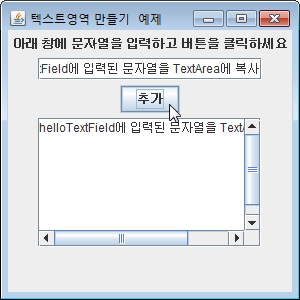 텍스트영역 만들기 예제
아래 창에 문자열을 입력하고 버튼을 클릭하세요
:Field에 입력된 문자열을 TextArea에 복사
추가
helloTextField에 입력된 문자열을 TextA